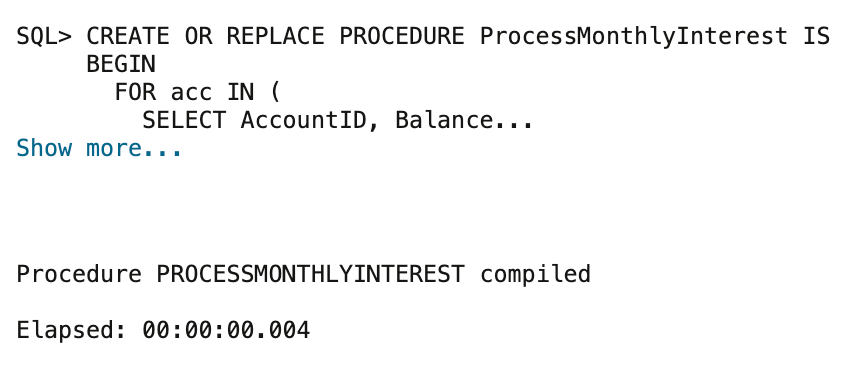 SQL> CREATE OR REPLACE PROCEDURE ProcessMonthlyInterest IS
     BEGIN
       FOR acc IN (
         SELECT AccountID, Balance...
Show more...
Procedure PROCESSMONTHLYINTEREST compiled
Elapsed: 00:00:00.004